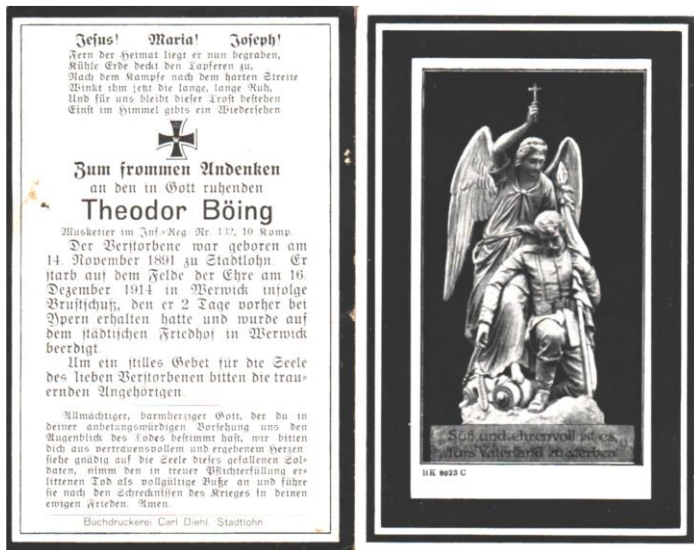 Jesus! Maria! Joseph!
Fern der Heimat liegt er nun begraben,
Kühle Erde deckt den Tapferen zu,
Nach dem Kampfe nach dem harten Streite
Winkt ihm jetzt die lange, lange Ruh,
Und für uns bleibt dieser Trost bestehen
Einst im Himmel gibts ein Wiedersehen.
W
Zum frommen Andenken
an den in Gott ruhenden
Theodor Böing
Musketier im Inf.-Reg. Nr. 132, 10 Komp.
Der Verstorbene war geboren am
14. November 1891 zu Stadtlohn. Er
starb auf dem Felde der Ehre am 16.
Dezember 1914 in Werwick infolge
Brustschuß, den er 2 Tage vorher bei
Ypern erhalten hatte und wurde auf
dem städtischen Friedhof in Werwick
beerdigt.
Um ein stilles Gebet für die Seele
des lieben Verstorbenen bitten die trau-
ernden Angehörigen.
Allmächtiger, barmherziger Gott, der du in
deiner anbetungswürdigen Vorsehung uns den
Augenblick des Todes bestimmt hast, wir bitten
dich aus vertrauensvollem und ergebenem Herzen:
siehe gnädig auf die Seele dieses gefallenen Sol-
daten, nimm den in treuer Pflichterfüllung er-
littenen Tod als vollgültige Buße an und führe
sie nach den Schrecknissen des Krieges in deinen
ewigen Frieden. Amen.
Buchdruckerei Carl Diehl, Stadtlohn
Süß und ehrenvoll ist es,
fürs Vaterland zu sterben
BK 6023 C